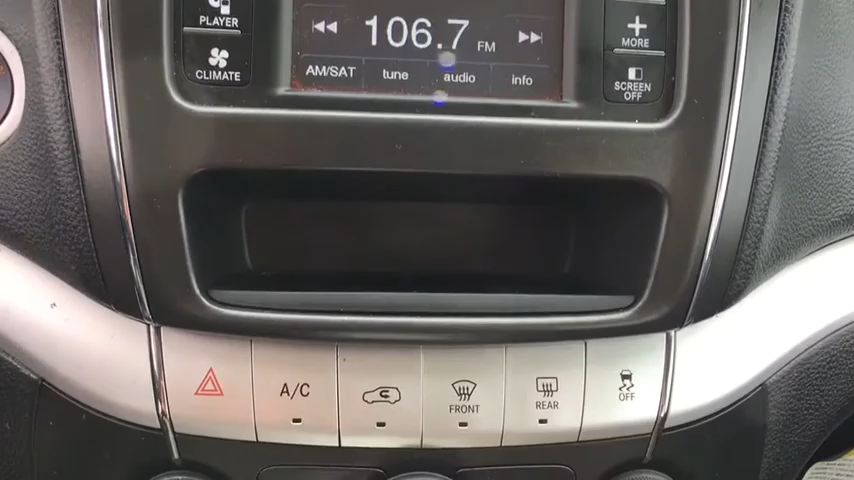 PLAYER
106.7 FM
MORE
CLIMATE
AM/SAT tune audio info
SCREEN
OFF
A/C
FRONT
REAR
OFF